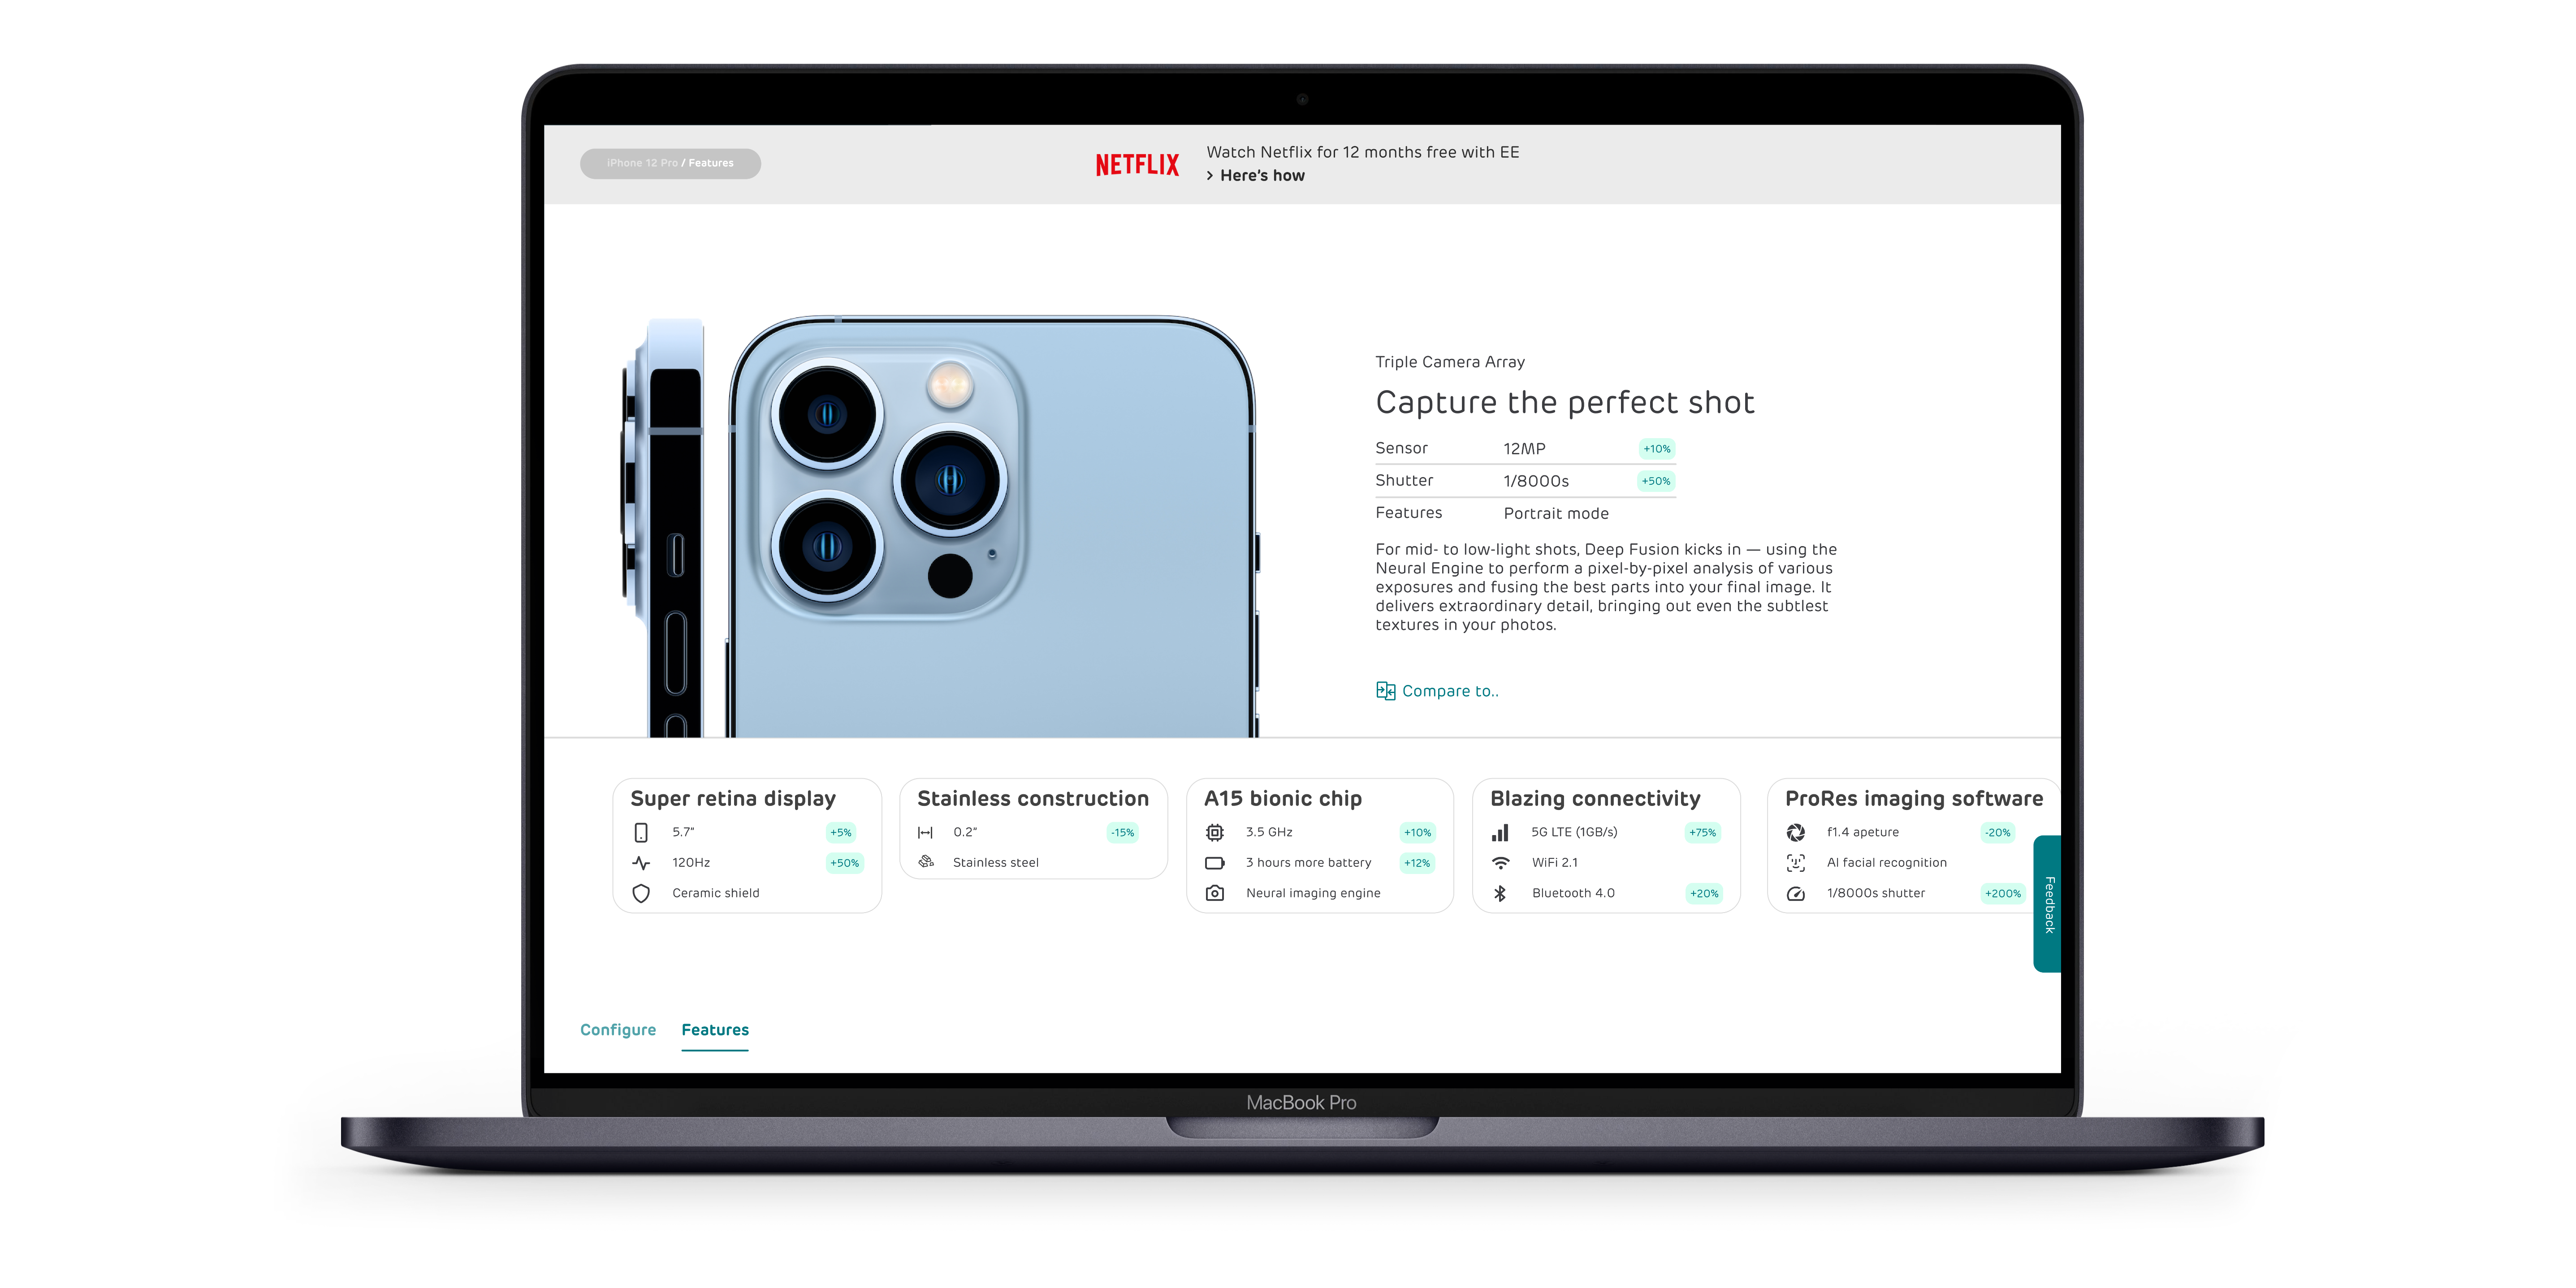 iPhone 12 Pro / Features
NETFLIX
Watch Netflix for 12 months free with EE
> Here's how
Triple Camera Array
Capture the perfect shot
Sensor 12MP +10%
Shutter 1/8000s +50%
Features Portrait mode
For mid- to low-light shots, Deep Fusion kicks in — using the
Neural Engine to perform a pixel-by-pixel analysis of various
exposures and fusing the best parts into your final image. It
delivers extraordinary detail, bringing out even the subtlest
textures in your photos.
Compare to..
Super retina display
5.7" +5%
120Hz +50%
Ceramic shield
Stainless construction
0.2" -15%
Stainless steel
A15 bionic chip
3.5 GHz +10%
3 hours more battery +12%
Neural imaging engine
Blazing connectivity
5G LTE (1GB/s) +75%
WiFi 2.1
Bluetooth 4.0 +20%
ProRes imaging software
f1.4 apeture -20%
AI facial recognition
1/8000s shutter +200%
Feedback
Configure Features
MacBook Pro